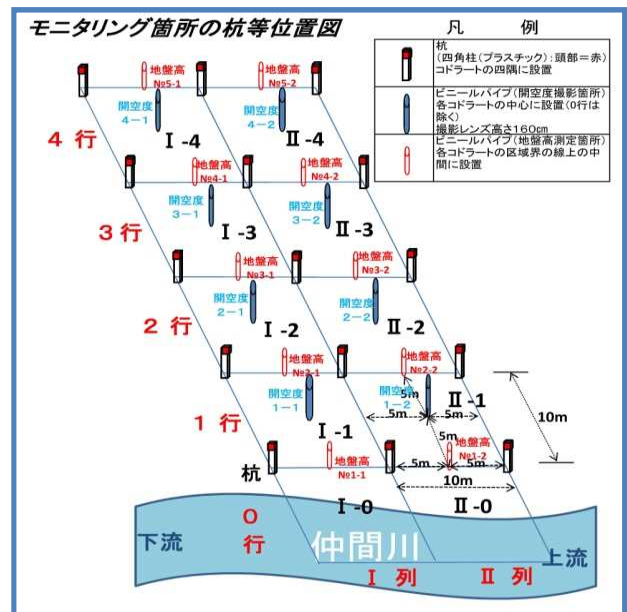 モニタリング箇所の杭等位置図
凡　例
杭
(四角柱(プラスチック):頭部=赤)
コドラートの四隅に設置
ビニールパイプ(開空度撮影箇所)
各コドラートの中心に設置(0行は
除く)
撮影レンズ高さ160cm
ビニールパイプ(地盤高測定箇所)
各コドラートの区域界の線上の中
間に設置
地盤高
№5-1
地盤高
№5-2
開空度
4-1
開空度
4-2
Ⅰ-4
Ⅱ-4
4 行
地盤高
№4-1
地盤高
№4-2
開空度
3-1
開空度
3-2
Ⅰ-3
Ⅱ-3
3 行
地盤高
№3-1
地盤高
№3-2
開空度
2-1
開空度
2-2
Ⅰ-2
Ⅱ-2
2 行
地盤高
№2-1
地盤高
№2-2
開空度
1-1
開空度
1-2
Ⅰ-1
Ⅱ-1
1 行
5m
5m
5m
5m
10m
杭
地盤高
№1-1
地盤高
№1-2
5m
5m
10m
Ⅰ-0
Ⅱ-0
0
行
下流
仲間川
上流
Ⅰ 列
Ⅱ 列